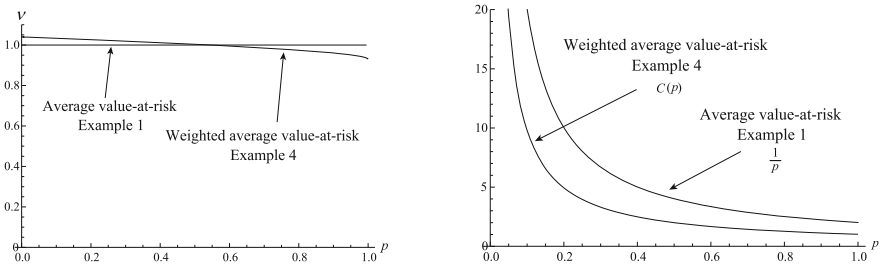 ν
1.0
0.8
0.6
0.4
0.2
0
0.0 0.2 0.4 0.6 0.8 1.0 p
Average value-at-risk
Example 1
Weighted average value-at-risk
Example 4
20
15
10
5
0
0.0 0.2 0.4 0.6 0.8 1.0 p
Weighted average value-at-risk
Example 4
C(p)
Average value-at-risk
Example 1
1
p